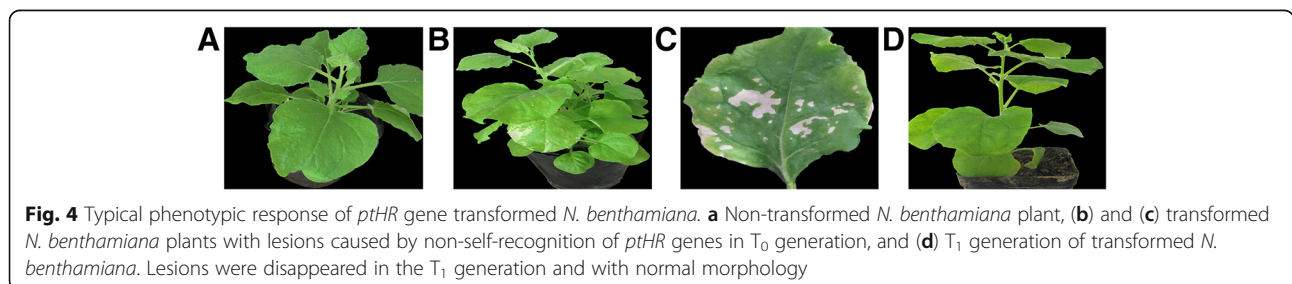 A B C D
Fig. 4 Typical phenotypic response of ptHR gene transformed N. benthamiana. a Non-transformed N. benthamiana plant, (b) and (c) transformed
N. benthamiana plants with lesions caused by non-self-recognition of ptHR genes in T0 generation, and (d) T1 generation of transformed N.
benthamiana. Lesions were disappeared in the T1 generation and with normal morphology